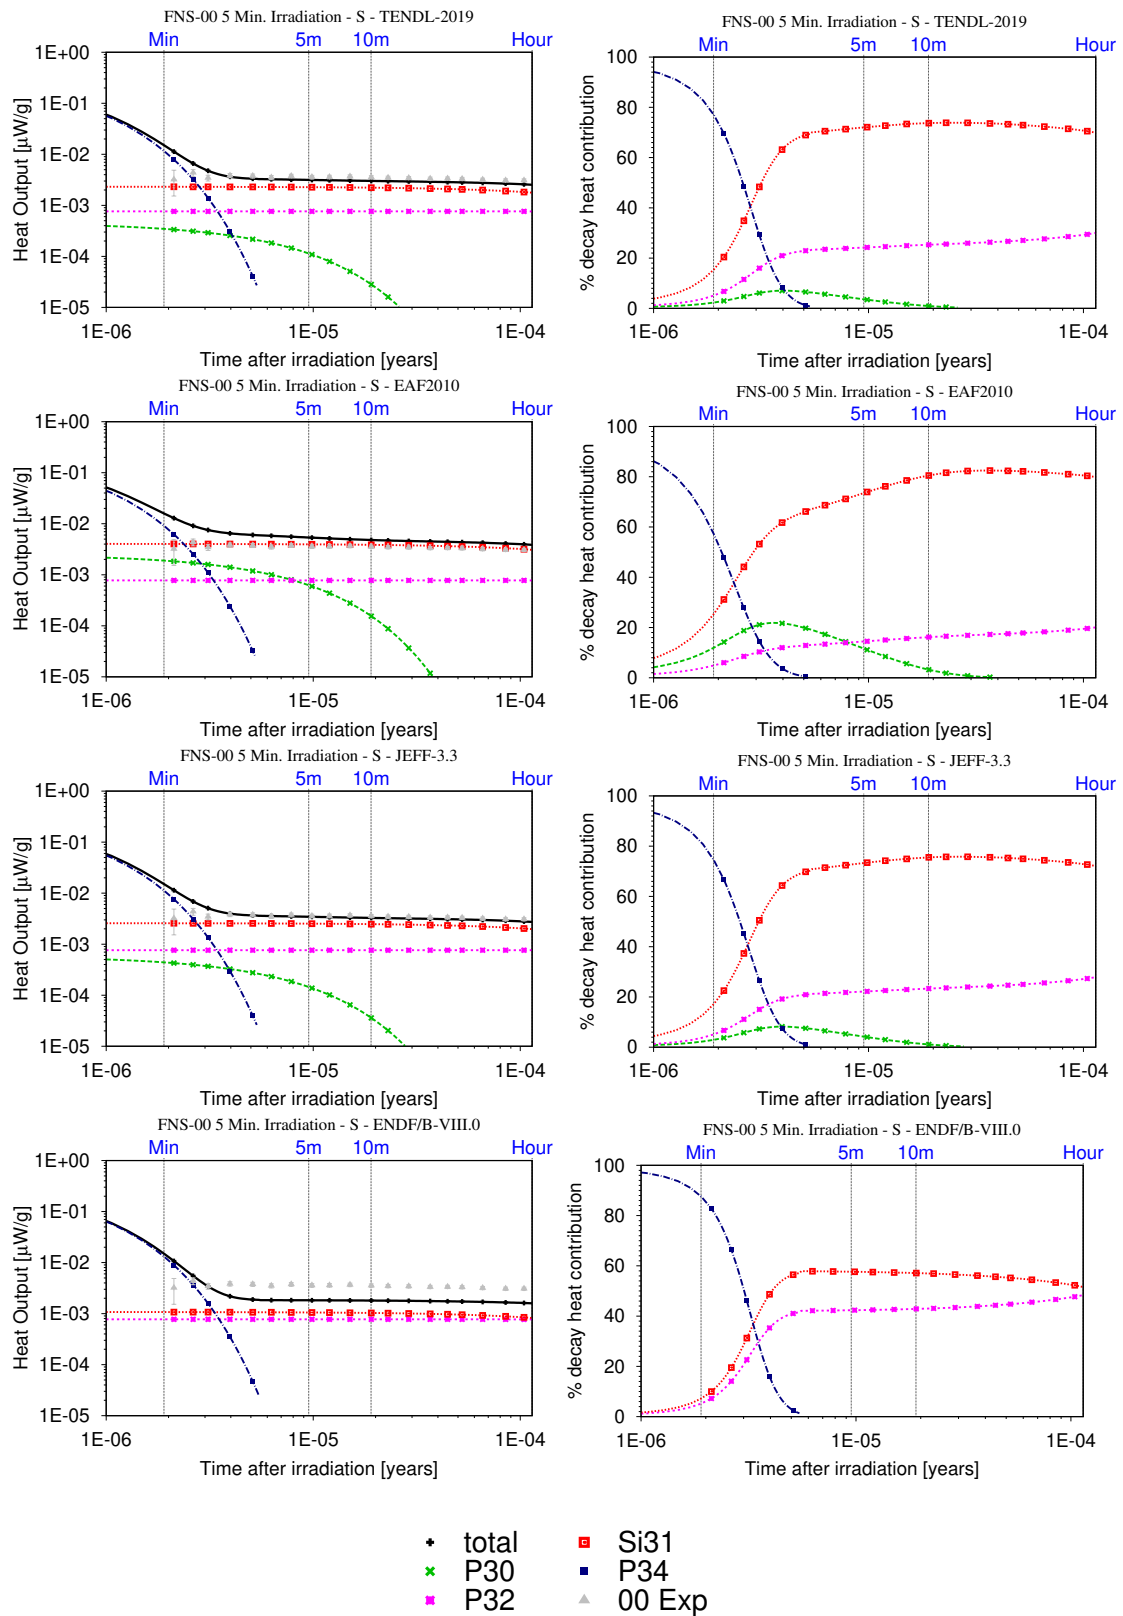 FNS-00 5 Min. Irradiation - S - TENDL-2019
Min 5m 10m Hour
1E+00
1E-01
1E-02
1E-03
1E-04
1E-05
1E-06 1E-05 1E-04
Heat Output [µW/g]
Time after irradiation [years]
FNS-00 5 Min. Irradiation - S - TENDL-2019
Min 5m 10m Hour
100
80
60
40
20
0
1E-06 1E-05 1E-04
% decay heat contribution
Time after irradiation [years]
FNS-00 5 Min. Irradiation - S - EAF2010
Min 5m 10m Hour
1E+00
1E-01
1E-02
1E-03
1E-04
1E-05
1E-06 1E-05 1E-04
Heat Output [µW/g]
Time after irradiation [years]
FNS-00 5 Min. Irradiation - S - EAF2010
Min 5m 10m Hour
100
80
60
40
20
0
1E-06 1E-05 1E-04
% decay heat contribution
Time after irradiation [years]
FNS-00 5 Min. Irradiation - S - JEFF-3.3
Min 5m 10m Hour
1E+00
1E-01
1E-02
1E-03
1E-04
1E-05
1E-06 1E-05 1E-04
Heat Output [µW/g]
Time after irradiation [years]
FNS-00 5 Min. Irradiation - S - JEFF-3.3
Min 5m 10m Hour
100
80
60
40
20
0
1E-06 1E-05 1E-04
% decay heat contribution
Time after irradiation [years]
FNS-00 5 Min. Irradiation - S - ENDF/B-VIII.0
Min 5m 10m Hour
1E+00
1E-01
1E-02
1E-03
1E-04
1E-05
1E-06 1E-05 1E-04
Heat Output [µW/g]
Time after irradiation [years]
FNS-00 5 Min. Irradiation - S - ENDF/B-VIII.0
Min 5m 10m Hour
100
80
60
40
20
0
1E-06 1E-05 1E-04
% decay heat contribution
Time after irradiation [years]
total Si31
P30 P34
P32 00 Exp